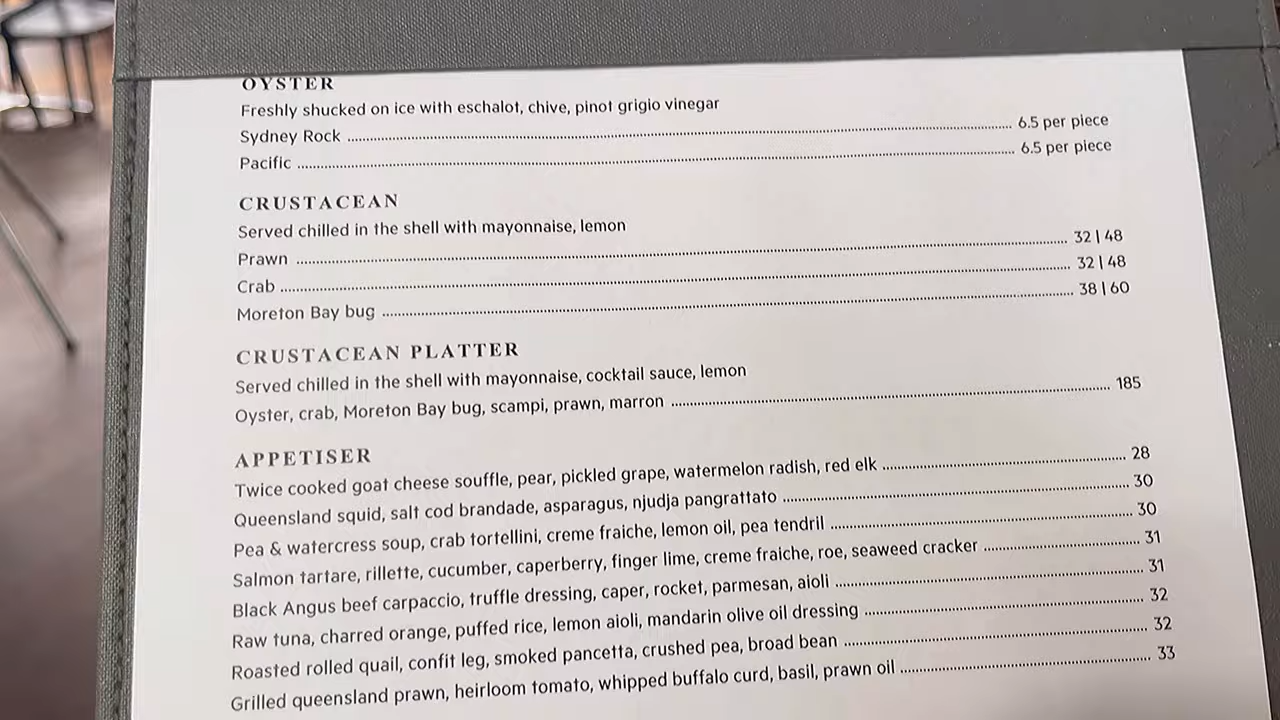 OYSTER
Freshly shucked on ice with eschalot, chive, pinot grigio vinegar
Sydney Rock ........ 6.5 per piece
Pacific ........ 6.5 per piece
CRUSTACEAN
Served chilled in the shell with mayonnaise, lemon
Prawn ........ 32 | 48
Crab ........ 32 | 48
Moreton Bay bug ........ 38 | 60
CRUSTACEAN PLATTER
Served chilled in the shell with mayonnaise, cocktail sauce, lemon
Oyster, crab, Moreton Bay bug, scampi, prawn, marron ........ 185
APPETISER
Twice cooked goat cheese souffle, pear, pickled grape, watermelon radish, red elk ........ 28
Queensland squid, salt cod brandade, asparagus, njudja pangrattato ........ 30
Pea & watercress soup, crab tortellini, creme fraiche, lemon oil, pea tendril ........ 30
Salmon tartare, rillette, cucumber, caperberry, finger lime, creme fraiche, roe, seaweed cracker ........ 31
Black Angus beef carpaccio, truffle dressing, caper, rocket, parmesan, aioli ........ 31
Raw tuna, charred orange, puffed rice, lemon aioli, mandarin olive oil dressing ........ 32
Roasted rolled quail, confit leg, smoked pancetta, crushed pea, broad bean ........ 32
Grilled queensland prawn, heirloom tomato, whipped buffalo curd, basil, prawn oil ........ 33